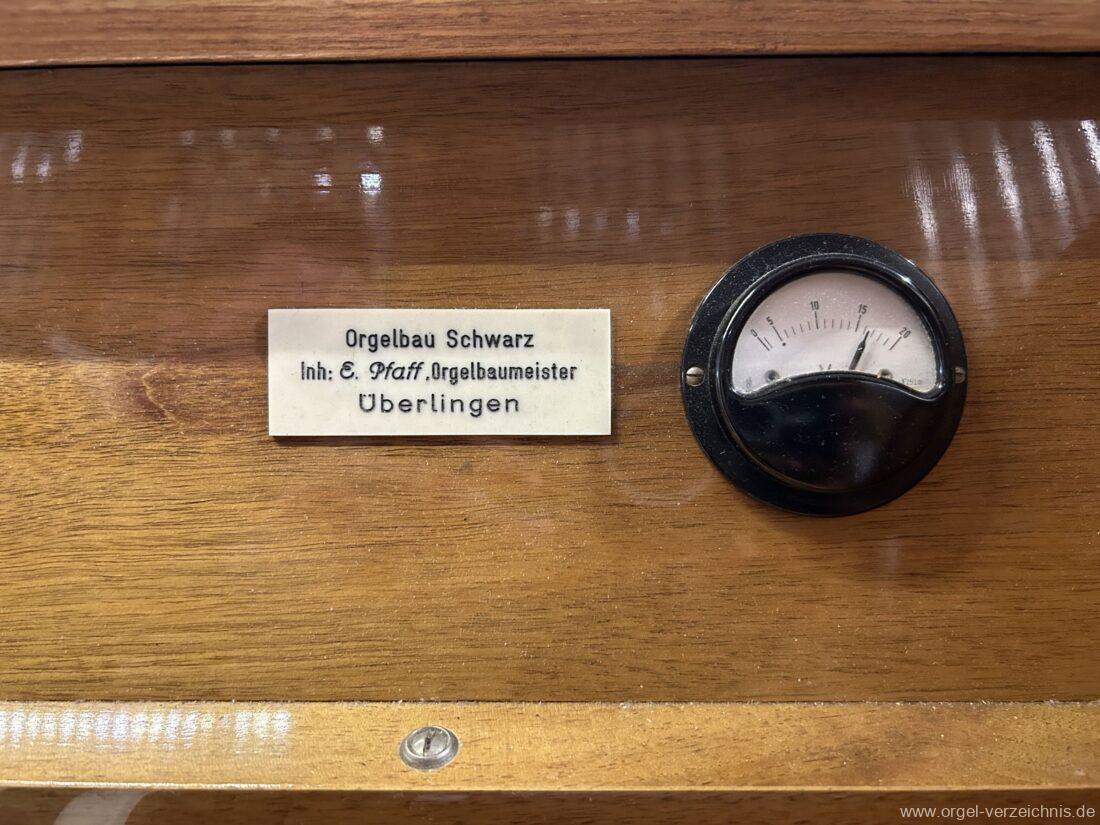 Orgelbau Schwarz
Inh: E. Pfaff, Orgelbaumeister
Überlingen
0 5 10 15 20
V
www.orgel-verzeichnis.de